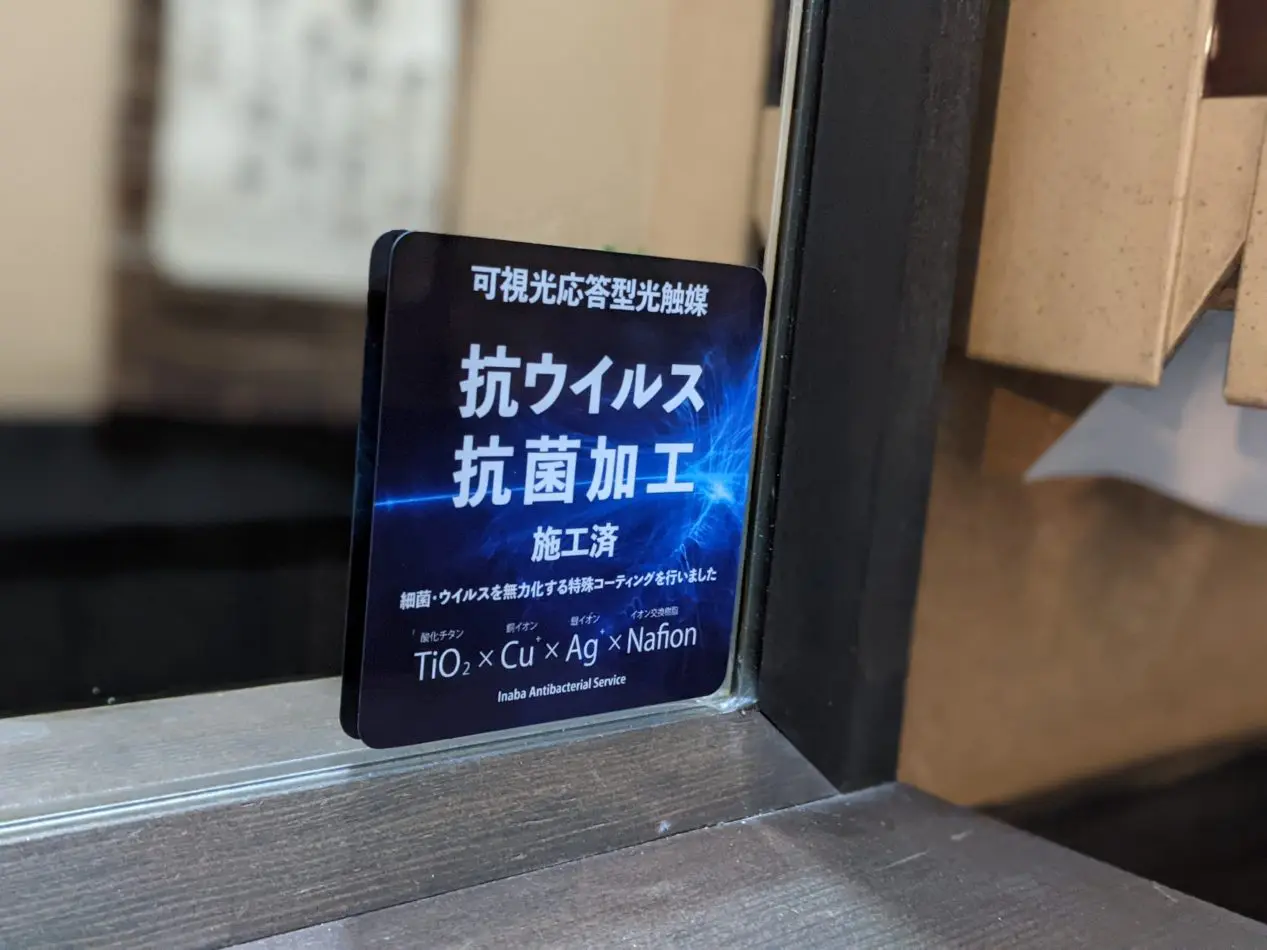 可視光応答型光触媒
抗ウイルス
抗菌加工
施工済
細菌・ウイルスを無力化する特殊コーティングを行いました
酸化チタン 銅イオン 銀イオン イオン交換樹脂
TiO₂ × Cu⁺ × Ag⁺ × Nafion
Inaba Antibacterial Service